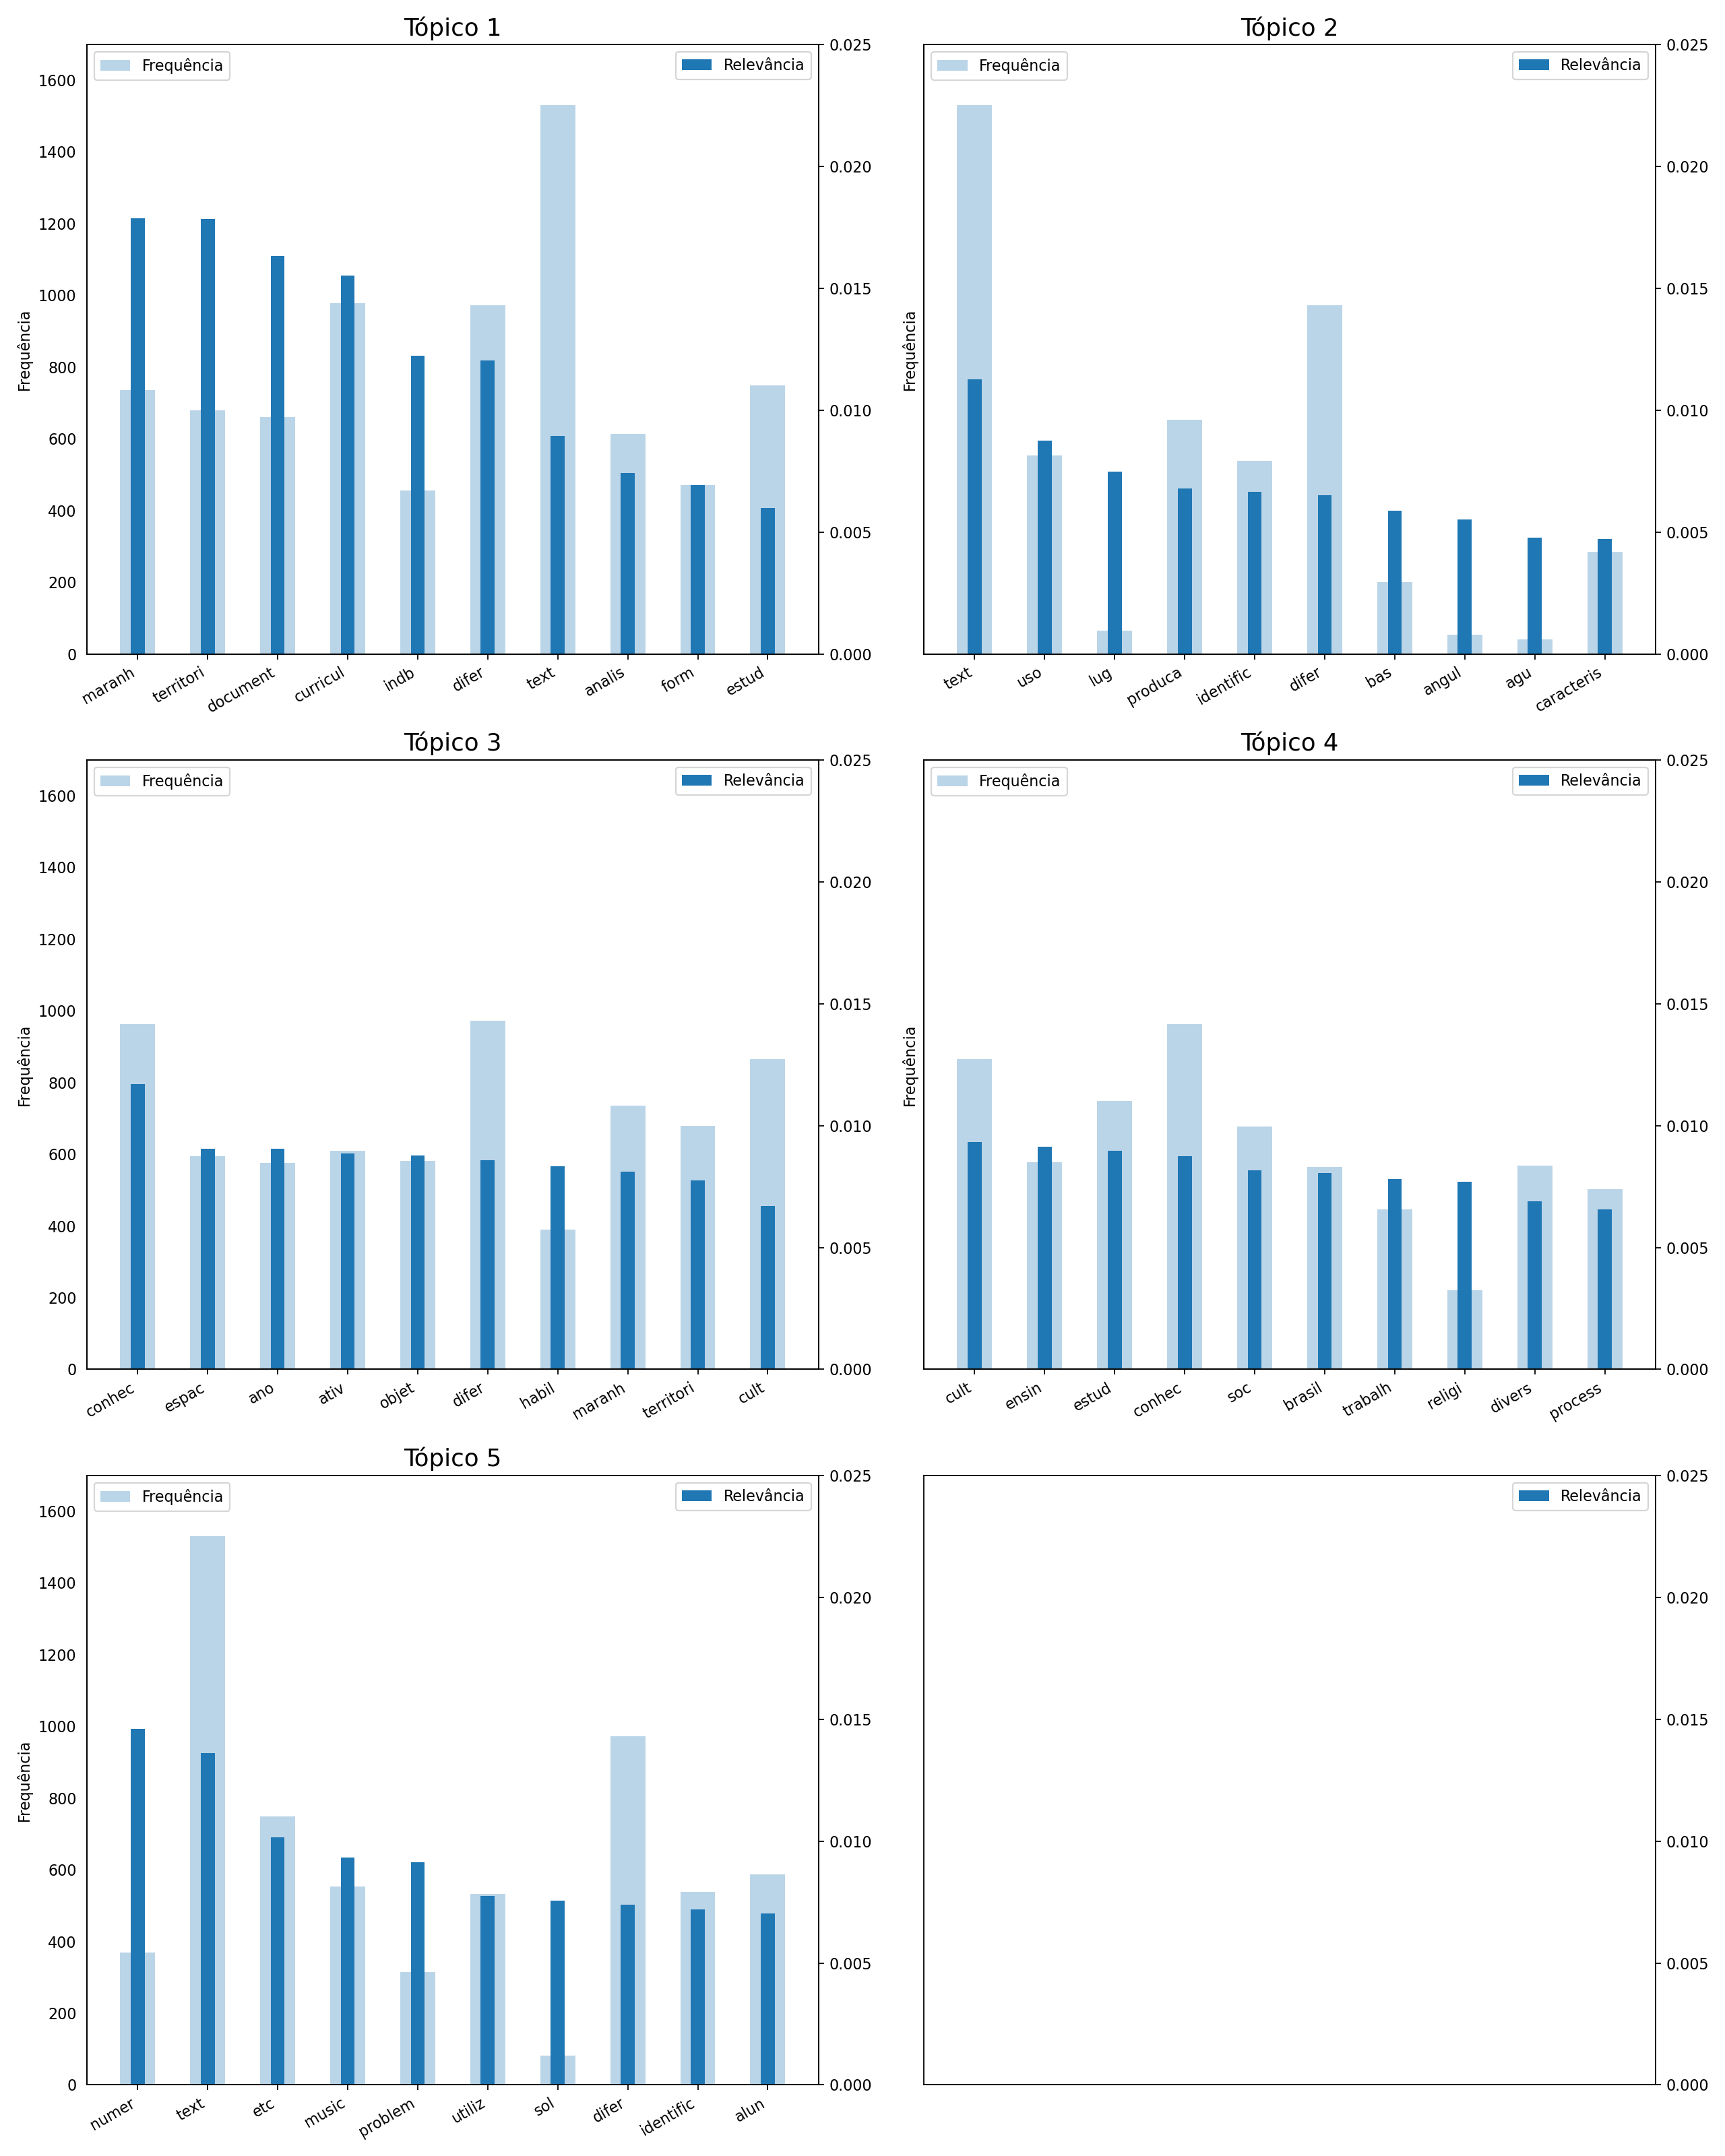 Tópico 1
Frequência
Relevância
1600
1400
1200
1000
800
600
400
200
0
Frequência
0.025
0.020
0.015
0.010
0.005
0.000
maranh
territori
document
curricul
indb
difer
text
analis
form
estud
Tópico 2
Frequência
Relevância
Frequência
0.025
0.020
0.015
0.010
0.005
0.000
text
uso
lug
produca
identific
difer
bas
angul
agu
caracteris
Tópico 3
Frequência
Relevância
1600
1400
1200
1000
800
600
400
200
0
Frequência
0.025
0.020
0.015
0.010
0.005
0.000
conhec
espac
ano
ativ
objet
difer
habil
maranh
territori
cult
Tópico 4
Frequência
Relevância
Frequência
0.025
0.020
0.015
0.010
0.005
0.000
cult
ensin
estud
conhec
soc
brasil
trabalh
religi
divers
process
Tópico 5
Frequência
Relevância
1600
1400
1200
1000
800
600
400
200
0
Frequência
0.025
0.020
0.015
0.010
0.005
0.000
numer
text
etc
music
problem
utiliz
sol
difer
identific
alun
Relevância
0.025
0.020
0.015
0.010
0.005
0.000